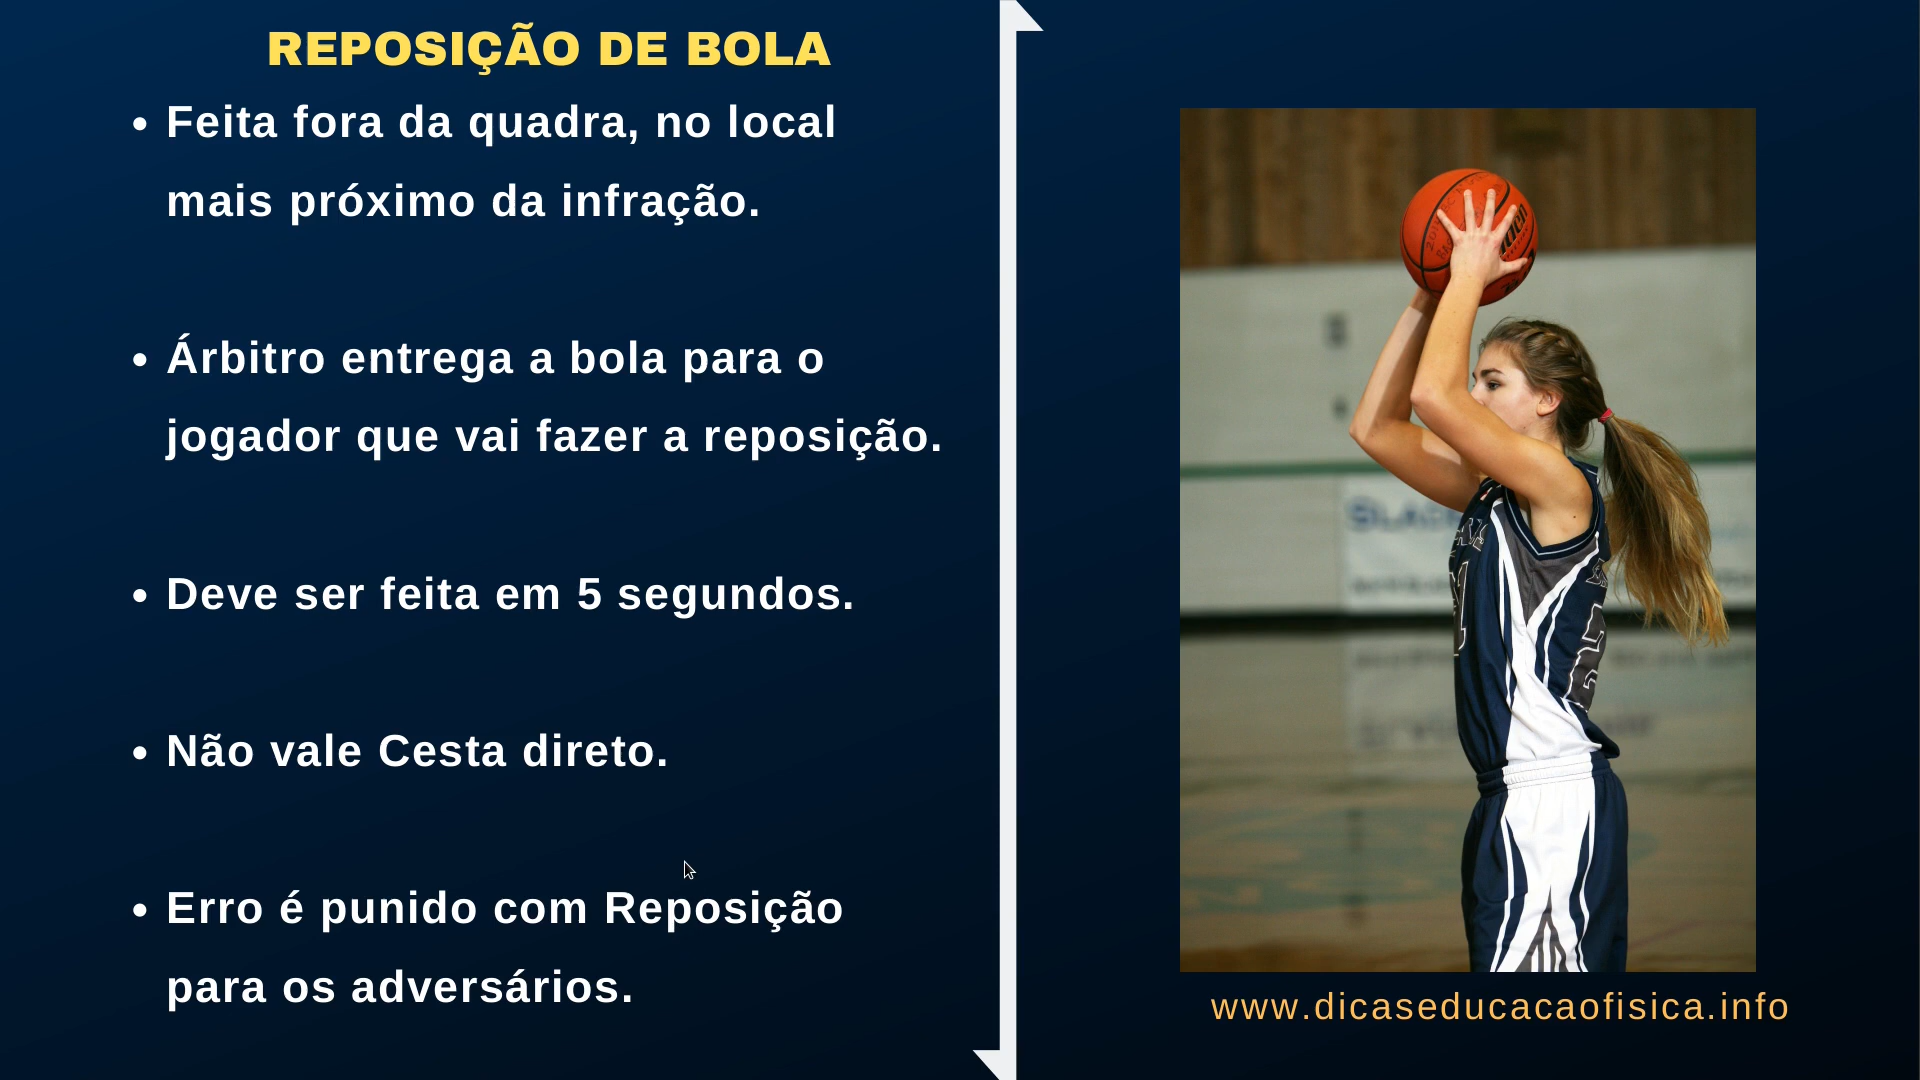 REPOSIÇÃO DE BOLA
• Feita fora da quadra, no local
mais próximo da infração.
• Árbitro entrega a bola para o
jogador que vai fazer a reposição.
• Deve ser feita em 5 segundos.
• Não vale Cesta direto.
• Erro é punido com Reposição
para os adversários.
www.dicaseducacaofisica.info